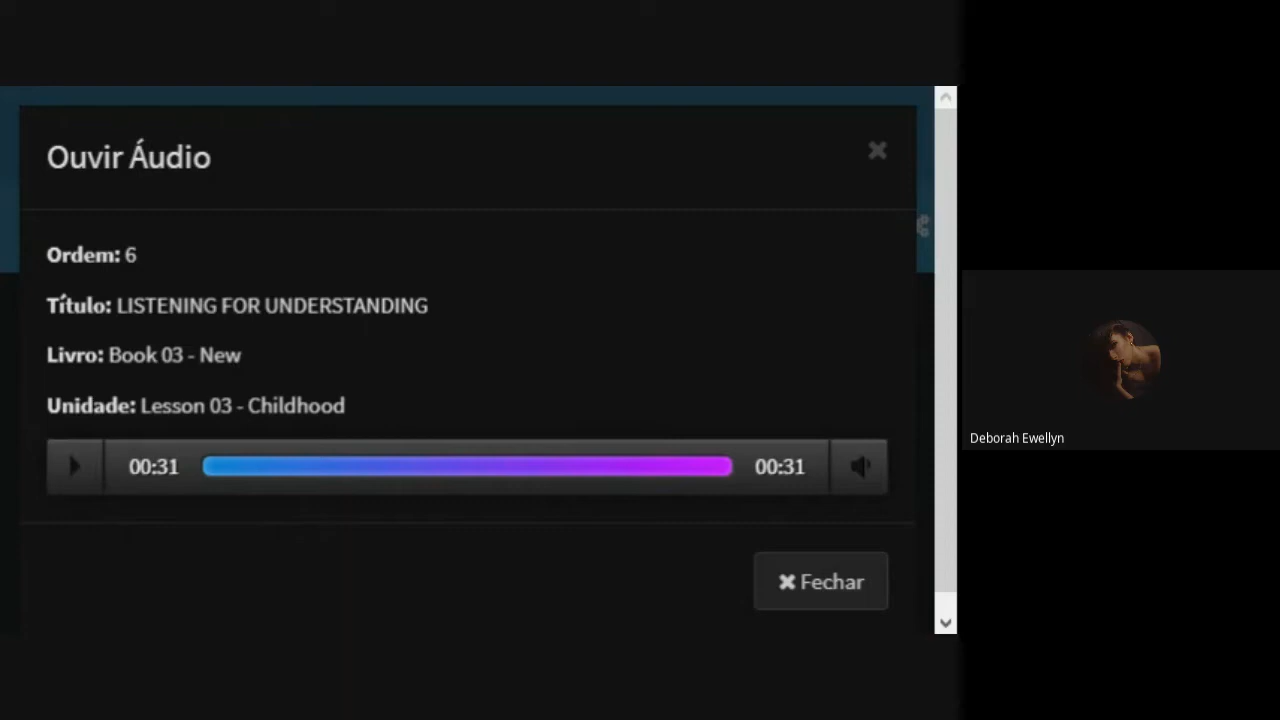 Ouvir Áudio
Ordem: 6
Título: LISTENING FOR UNDERSTANDING
Livro: Book 03 - New
Unidade: Lesson 03 - Childhood
00:31 00:31
Fechar
Deborah Ewellyn